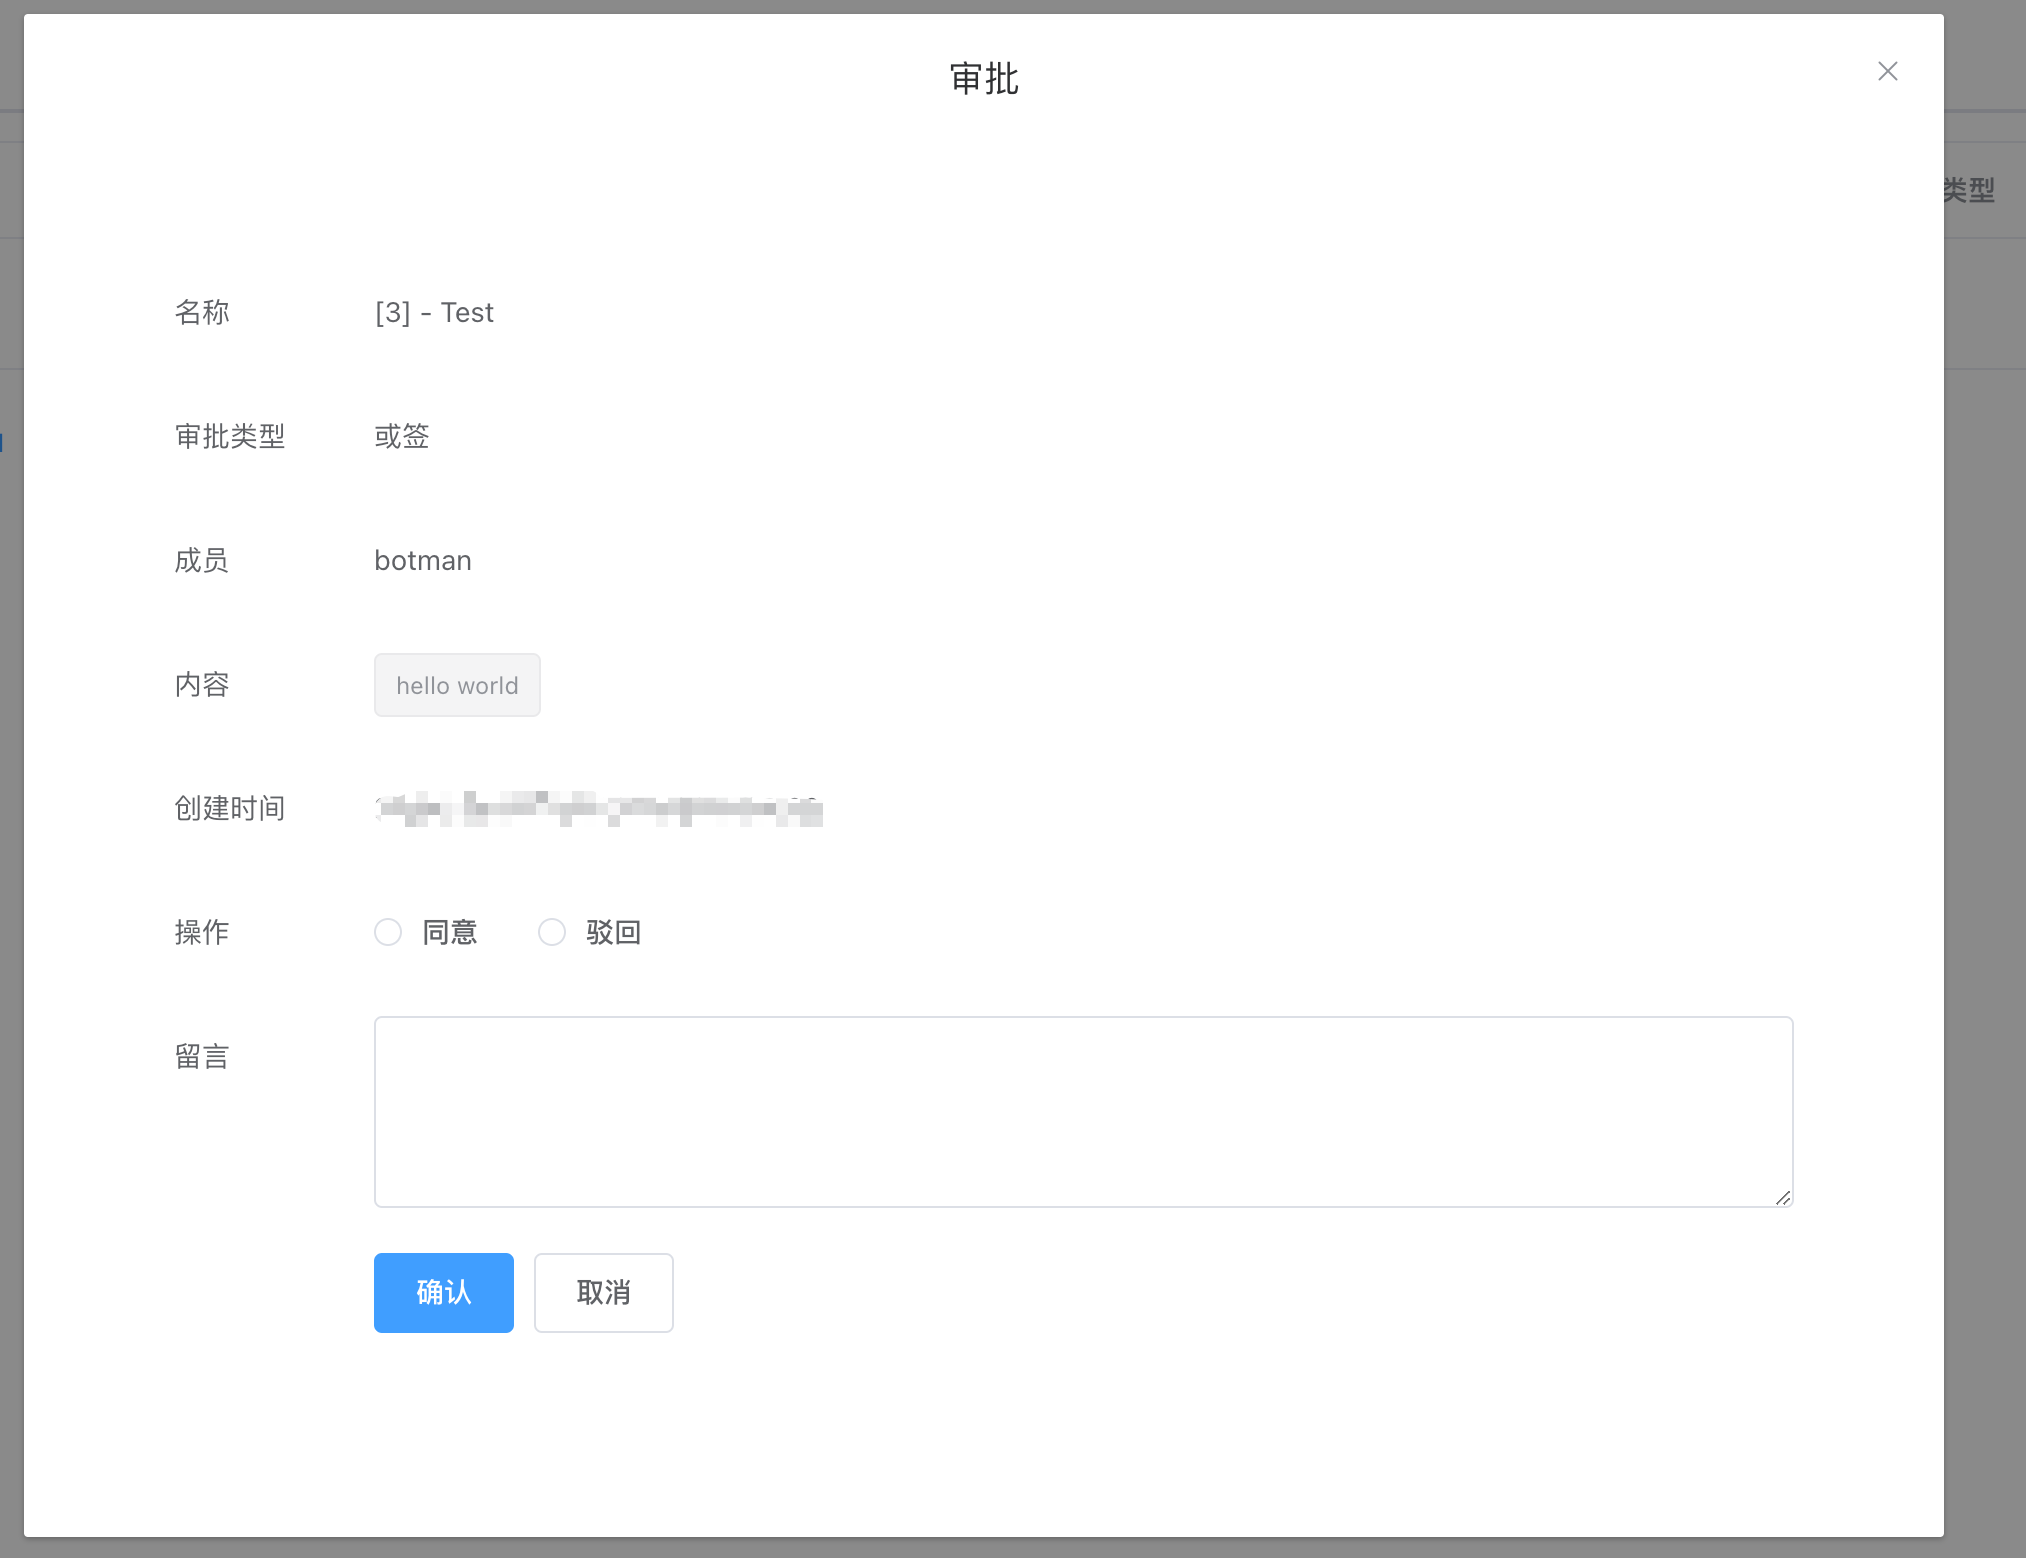 审批
类型
名称 [3] - Test
审批类型 或签
成员 botman
内容 hello world
创建时间
操作 同意 驳回
留言
确认 取消